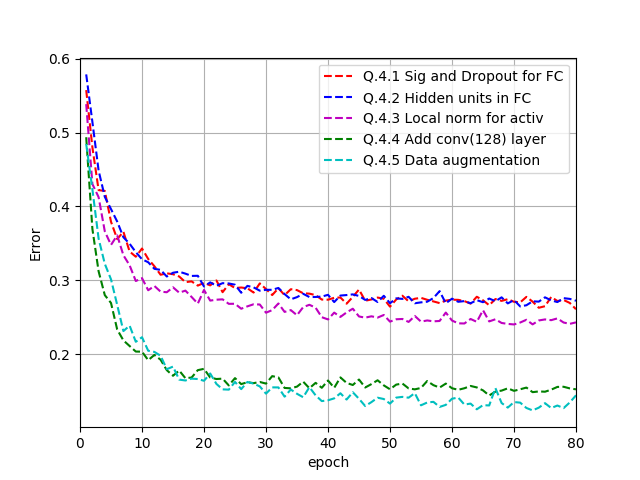 0.6
0.5
0.4
0.3
0.2
Error
0
10
20
30
40
50
60
70
80
epoch
Q.4.1 Sig and Dropout for FC
Q.4.2 Hidden units in FC
Q.4.3 Local norm for activ
Q.4.4 Add conv(128) layer
Q.4.5 Data augmentation